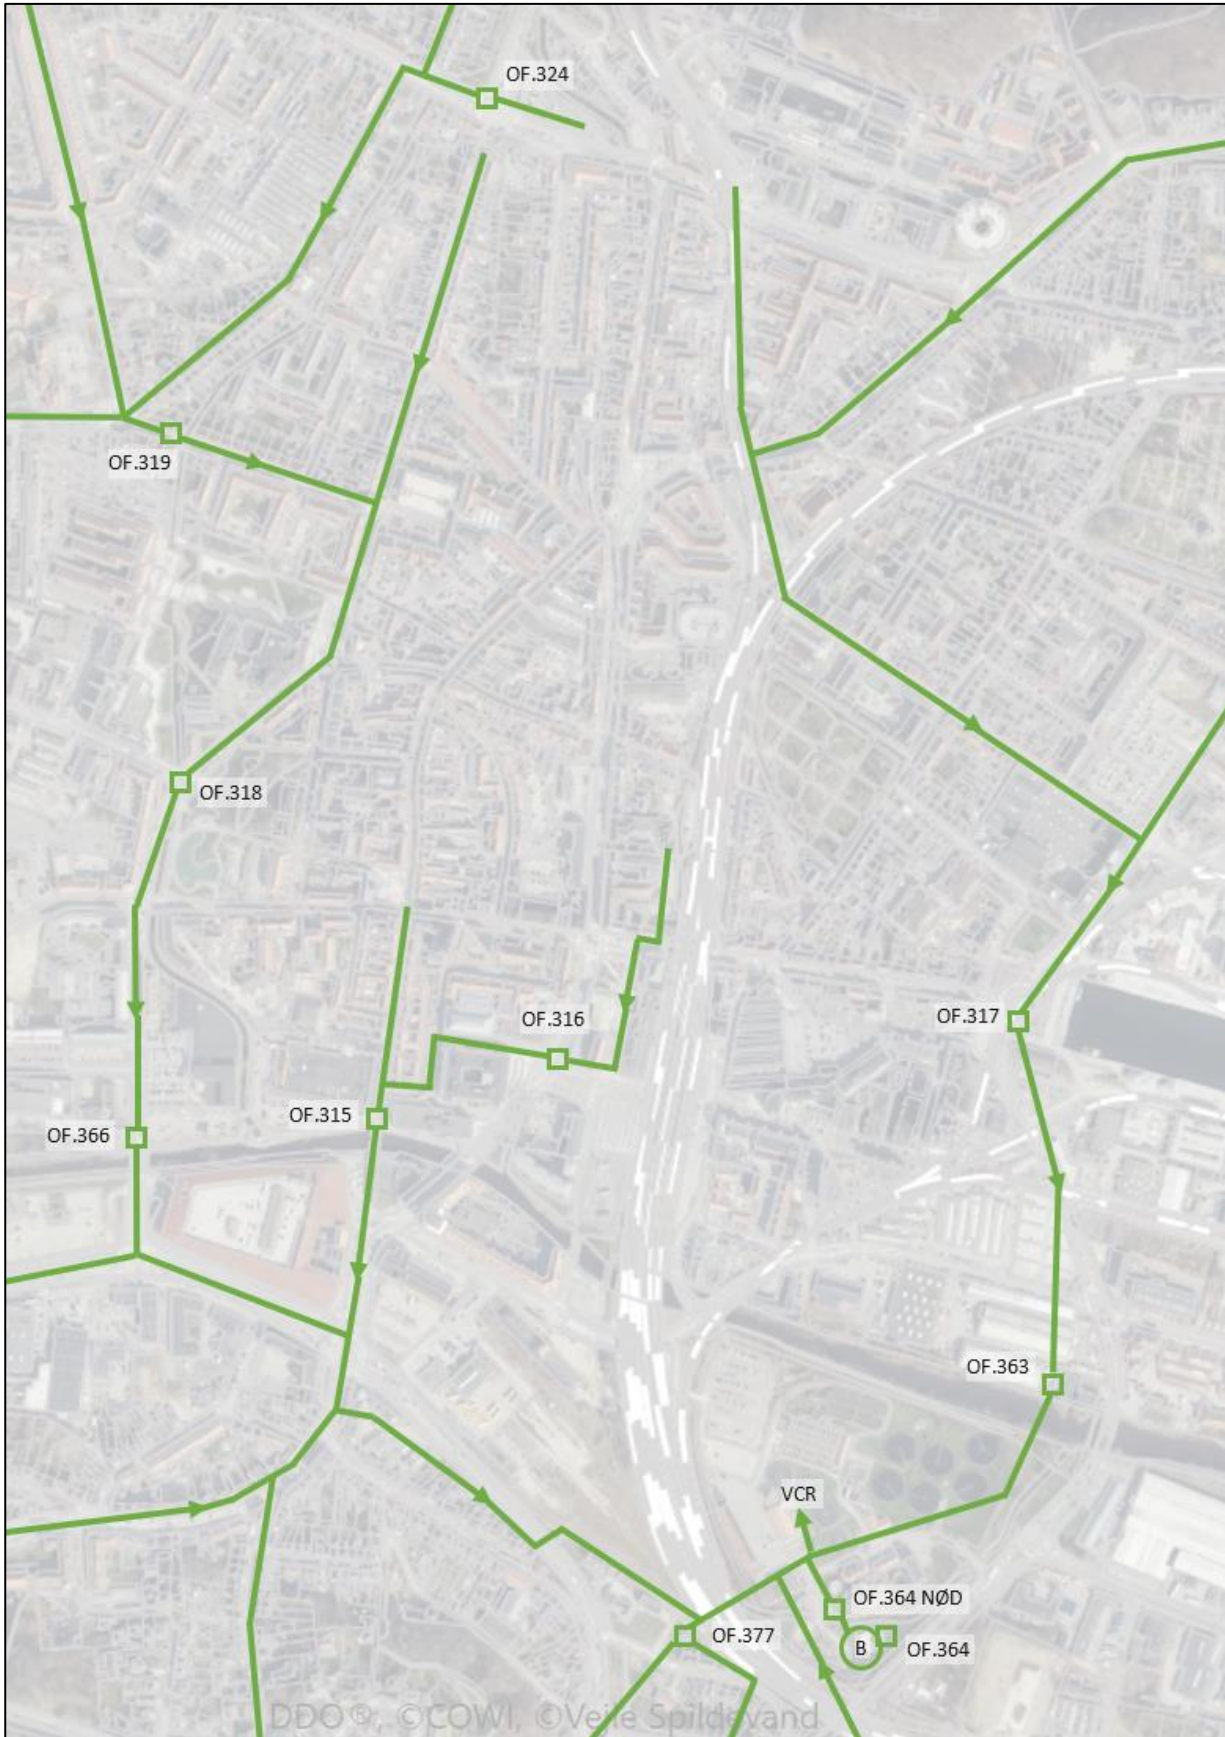 OF.324
OF.319
OF.318
OF.316
OF.317
OF.315
OF.366
OF.363
VCR
OF.364 NØD
OF.377
B
OF.364
DDO®, ©COWI, ©Vejle Spildevand